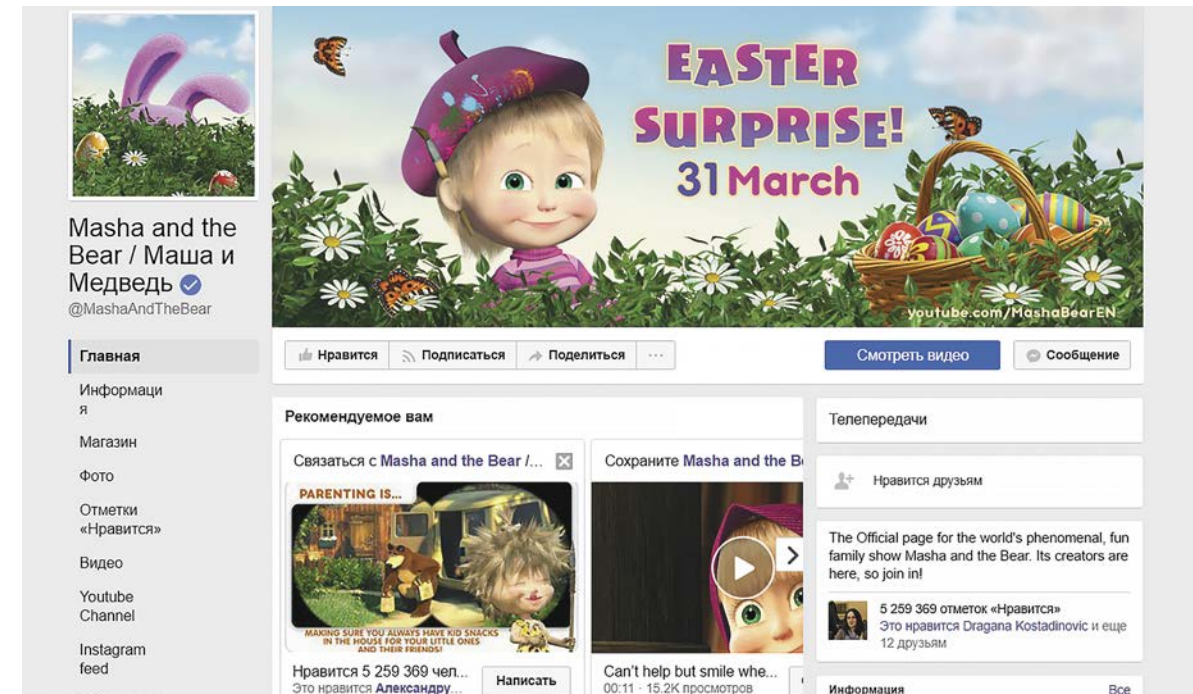 EASTER
SURPRISE!
31 March
youtube.com/MashaBearEN
Masha and the
Bear / Маша и
Медведь
@MashaAndTheBear
Главная
Информаци
я
Магазин
Фото
Отметки
«Нравится»
Видео
Youtube
Channel
Instagram
feed
Нравится
Подписаться
Поделиться
Смотреть видео
Сообщение
Рекомендуемое вам
Связаться с Masha and the Bear /...
PARENTING IS...
MAKING SURE YOU ALWAYS HAVE KID SNACKS
IN THE HOUSE FOR YOUR LITTLE ONES
AND THEIR FRIENDS!
Нравится 5 259 369 чел...
Это нравится Александру...
Написать
Сохраните Masha and the Be
Can't help but smile whe...
00:11 · 15.2K просмотров
Телепередачи
Нравится друзьям
The Official page for the world's phenomenal, fun
family show Masha and the Bear. Its creators are
here, so join in!
5 259 369 отметок «Нравится»
Это нравится Dragana Kostadinovic и еще
12 друзьям
Информация
Все